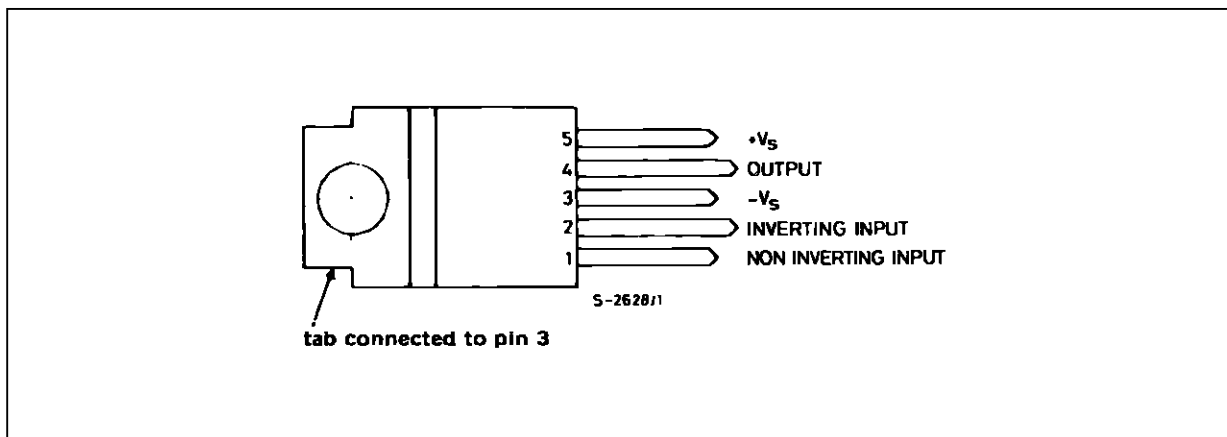 5 +VS
4 OUTPUT
3 -VS
2 INVERTING INPUT
1 NON INVERTING INPUT
S-2628/1
tab connected to pin 3